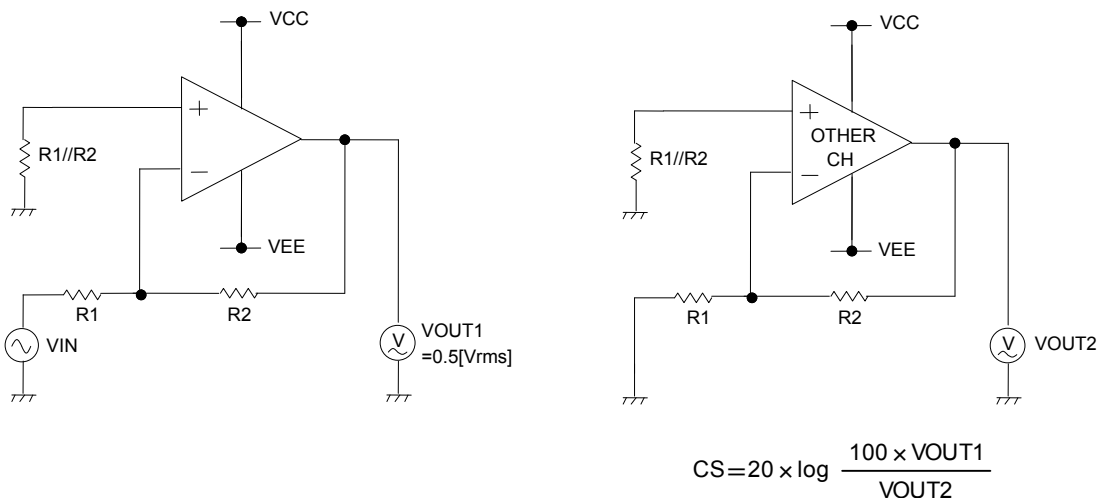 VCC
+
R1//R2
−
VEE
R1
R2
VIN
V
VOUT1
=0.5[Vrms]
VCC
+
OTHER
CH
R1//R2
−
VEE
R1
R2
V
VOUT2
CS=20×log 100×VOUT1
VOUT2